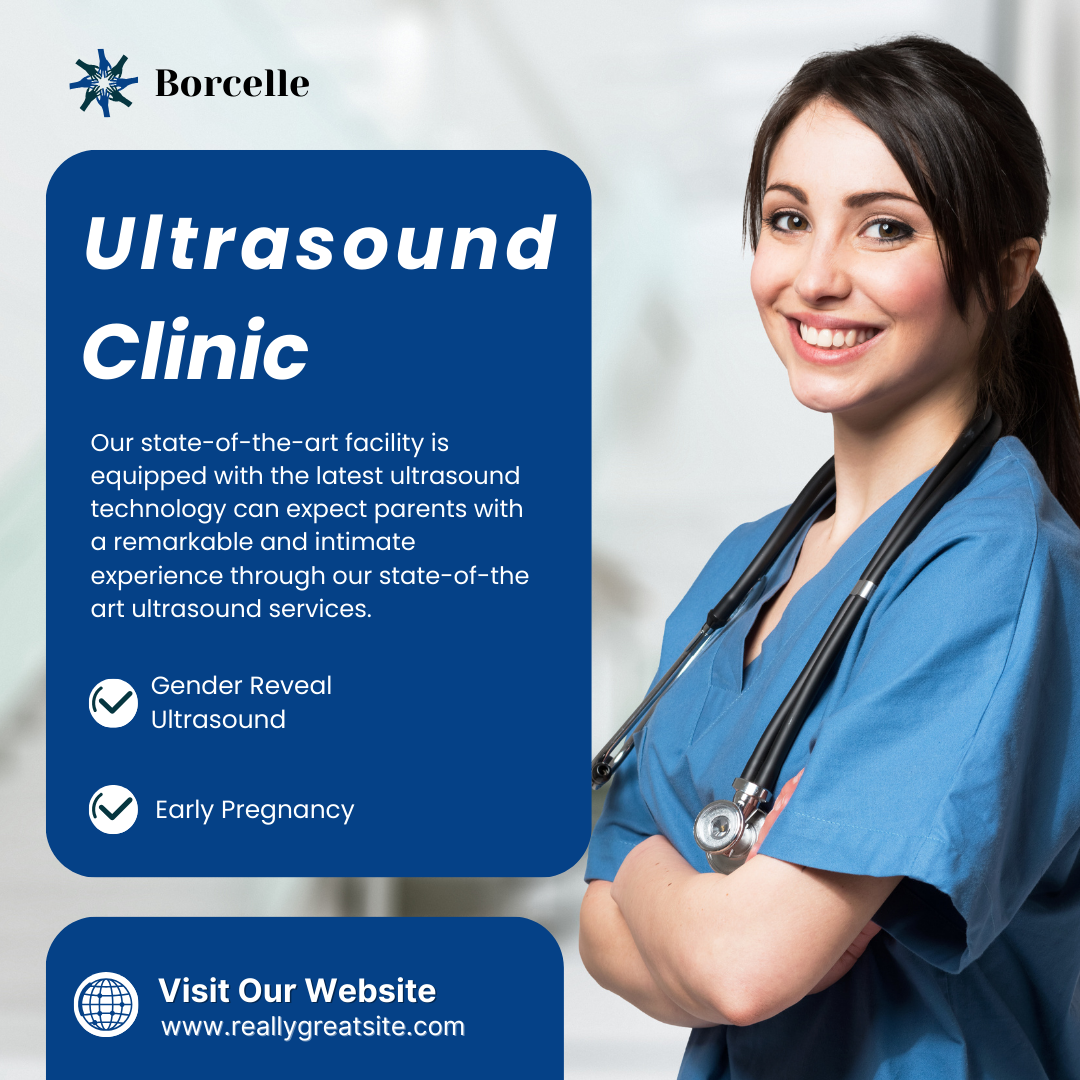 Borcelle
Ultrasound
Clinic
Our state-of-the-art facility is
equipped with the latest ultrasound
technology can expect parents with
a remarkable and intimate
experience through our state-of-the
art ultrasound services.
Gender Reveal
Ultrasound
Early Pregnancy
Visit Our Website
www.reallygreatsite.com